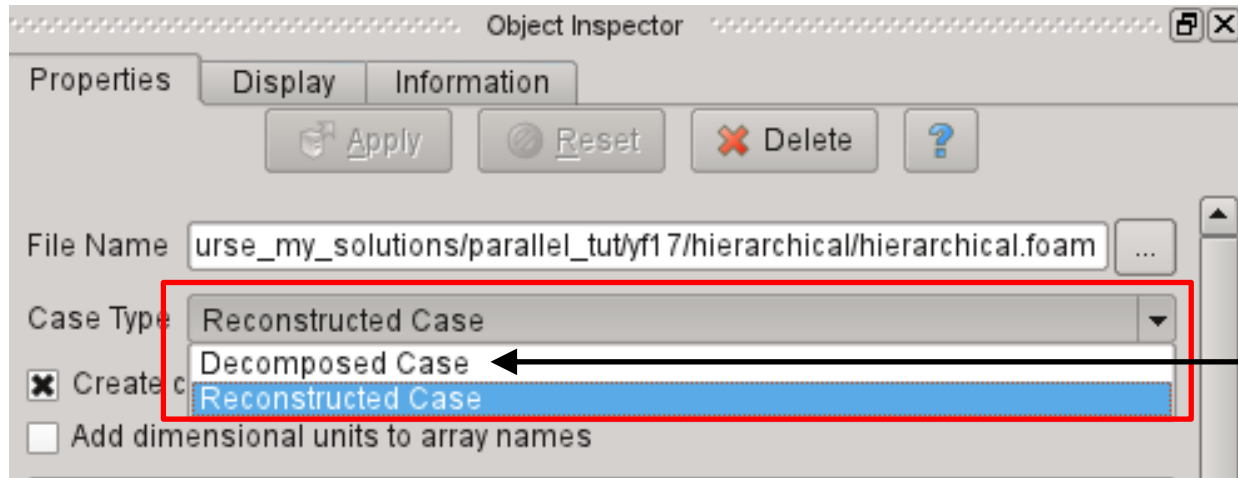 Object Inspector
Properties Display Information
Apply Reset Delete ?
File Name urse_my_solutions/parallel_tut/yf17/hierarchical/hierarchical.foam ...
Case Type Reconstructed Case
Decomposed Case
Create c
Reconstructed Case
Add dimensional units to array names